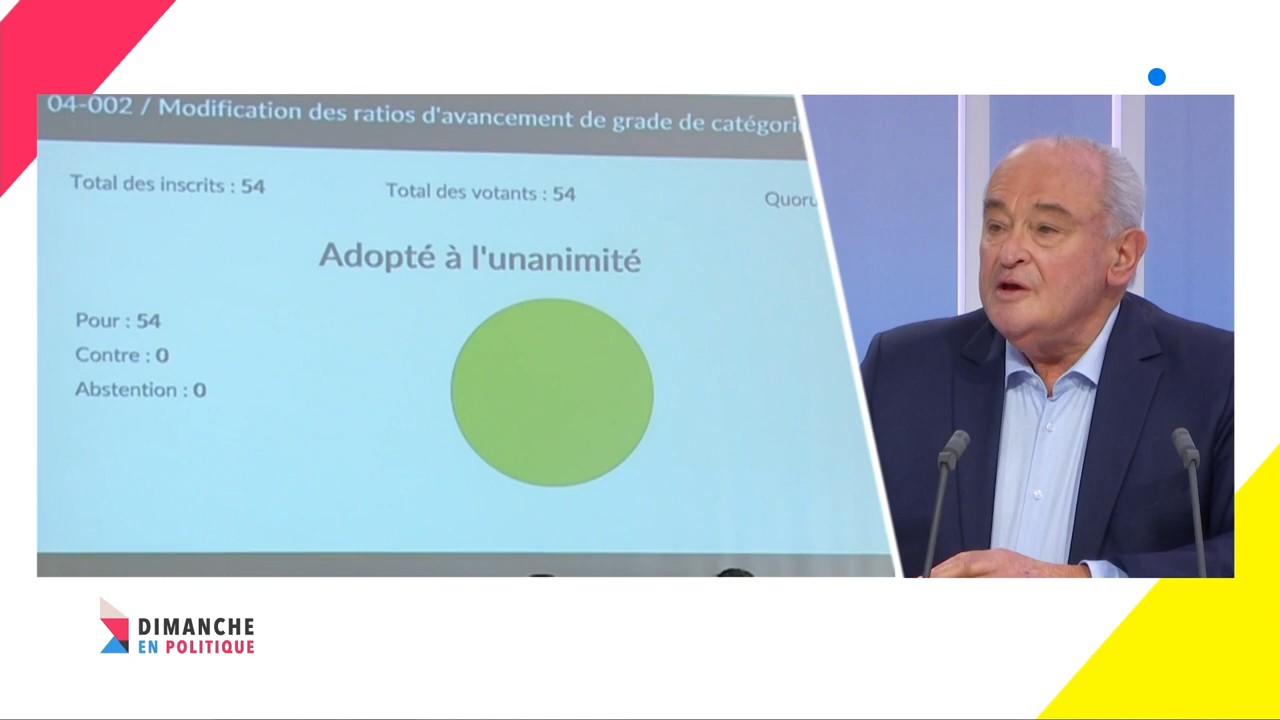 04-002 / Modification des ratios d'avancement de grade de catégori
Total des inscrits : 54
Total des votants : 54
Quoru
Adopté à l'unanimité
Pour : 54
Contre : 0
Abstention : 0
DIMANCHE
EN POLITIQUE